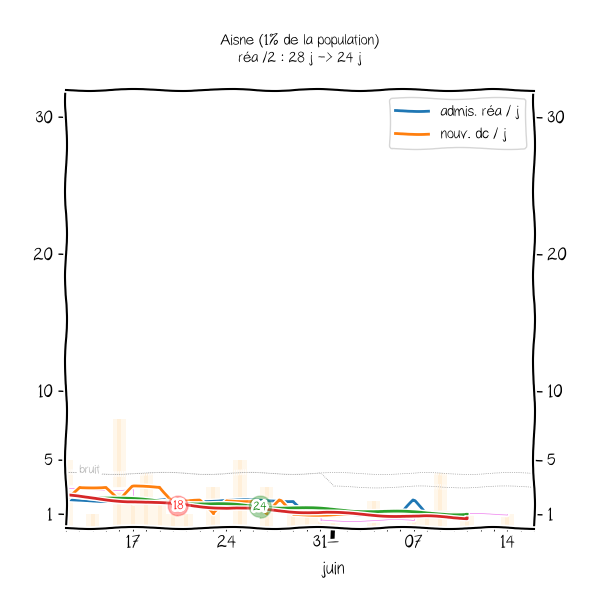 Aisne (1% de la population)
réa /2 : 28 j -> 24 j
admis. réa / j
nouv. dc / j
30
30
20
20
10
10
5
5
bruit
18
24
1
1
17
24
31
07
14
juin